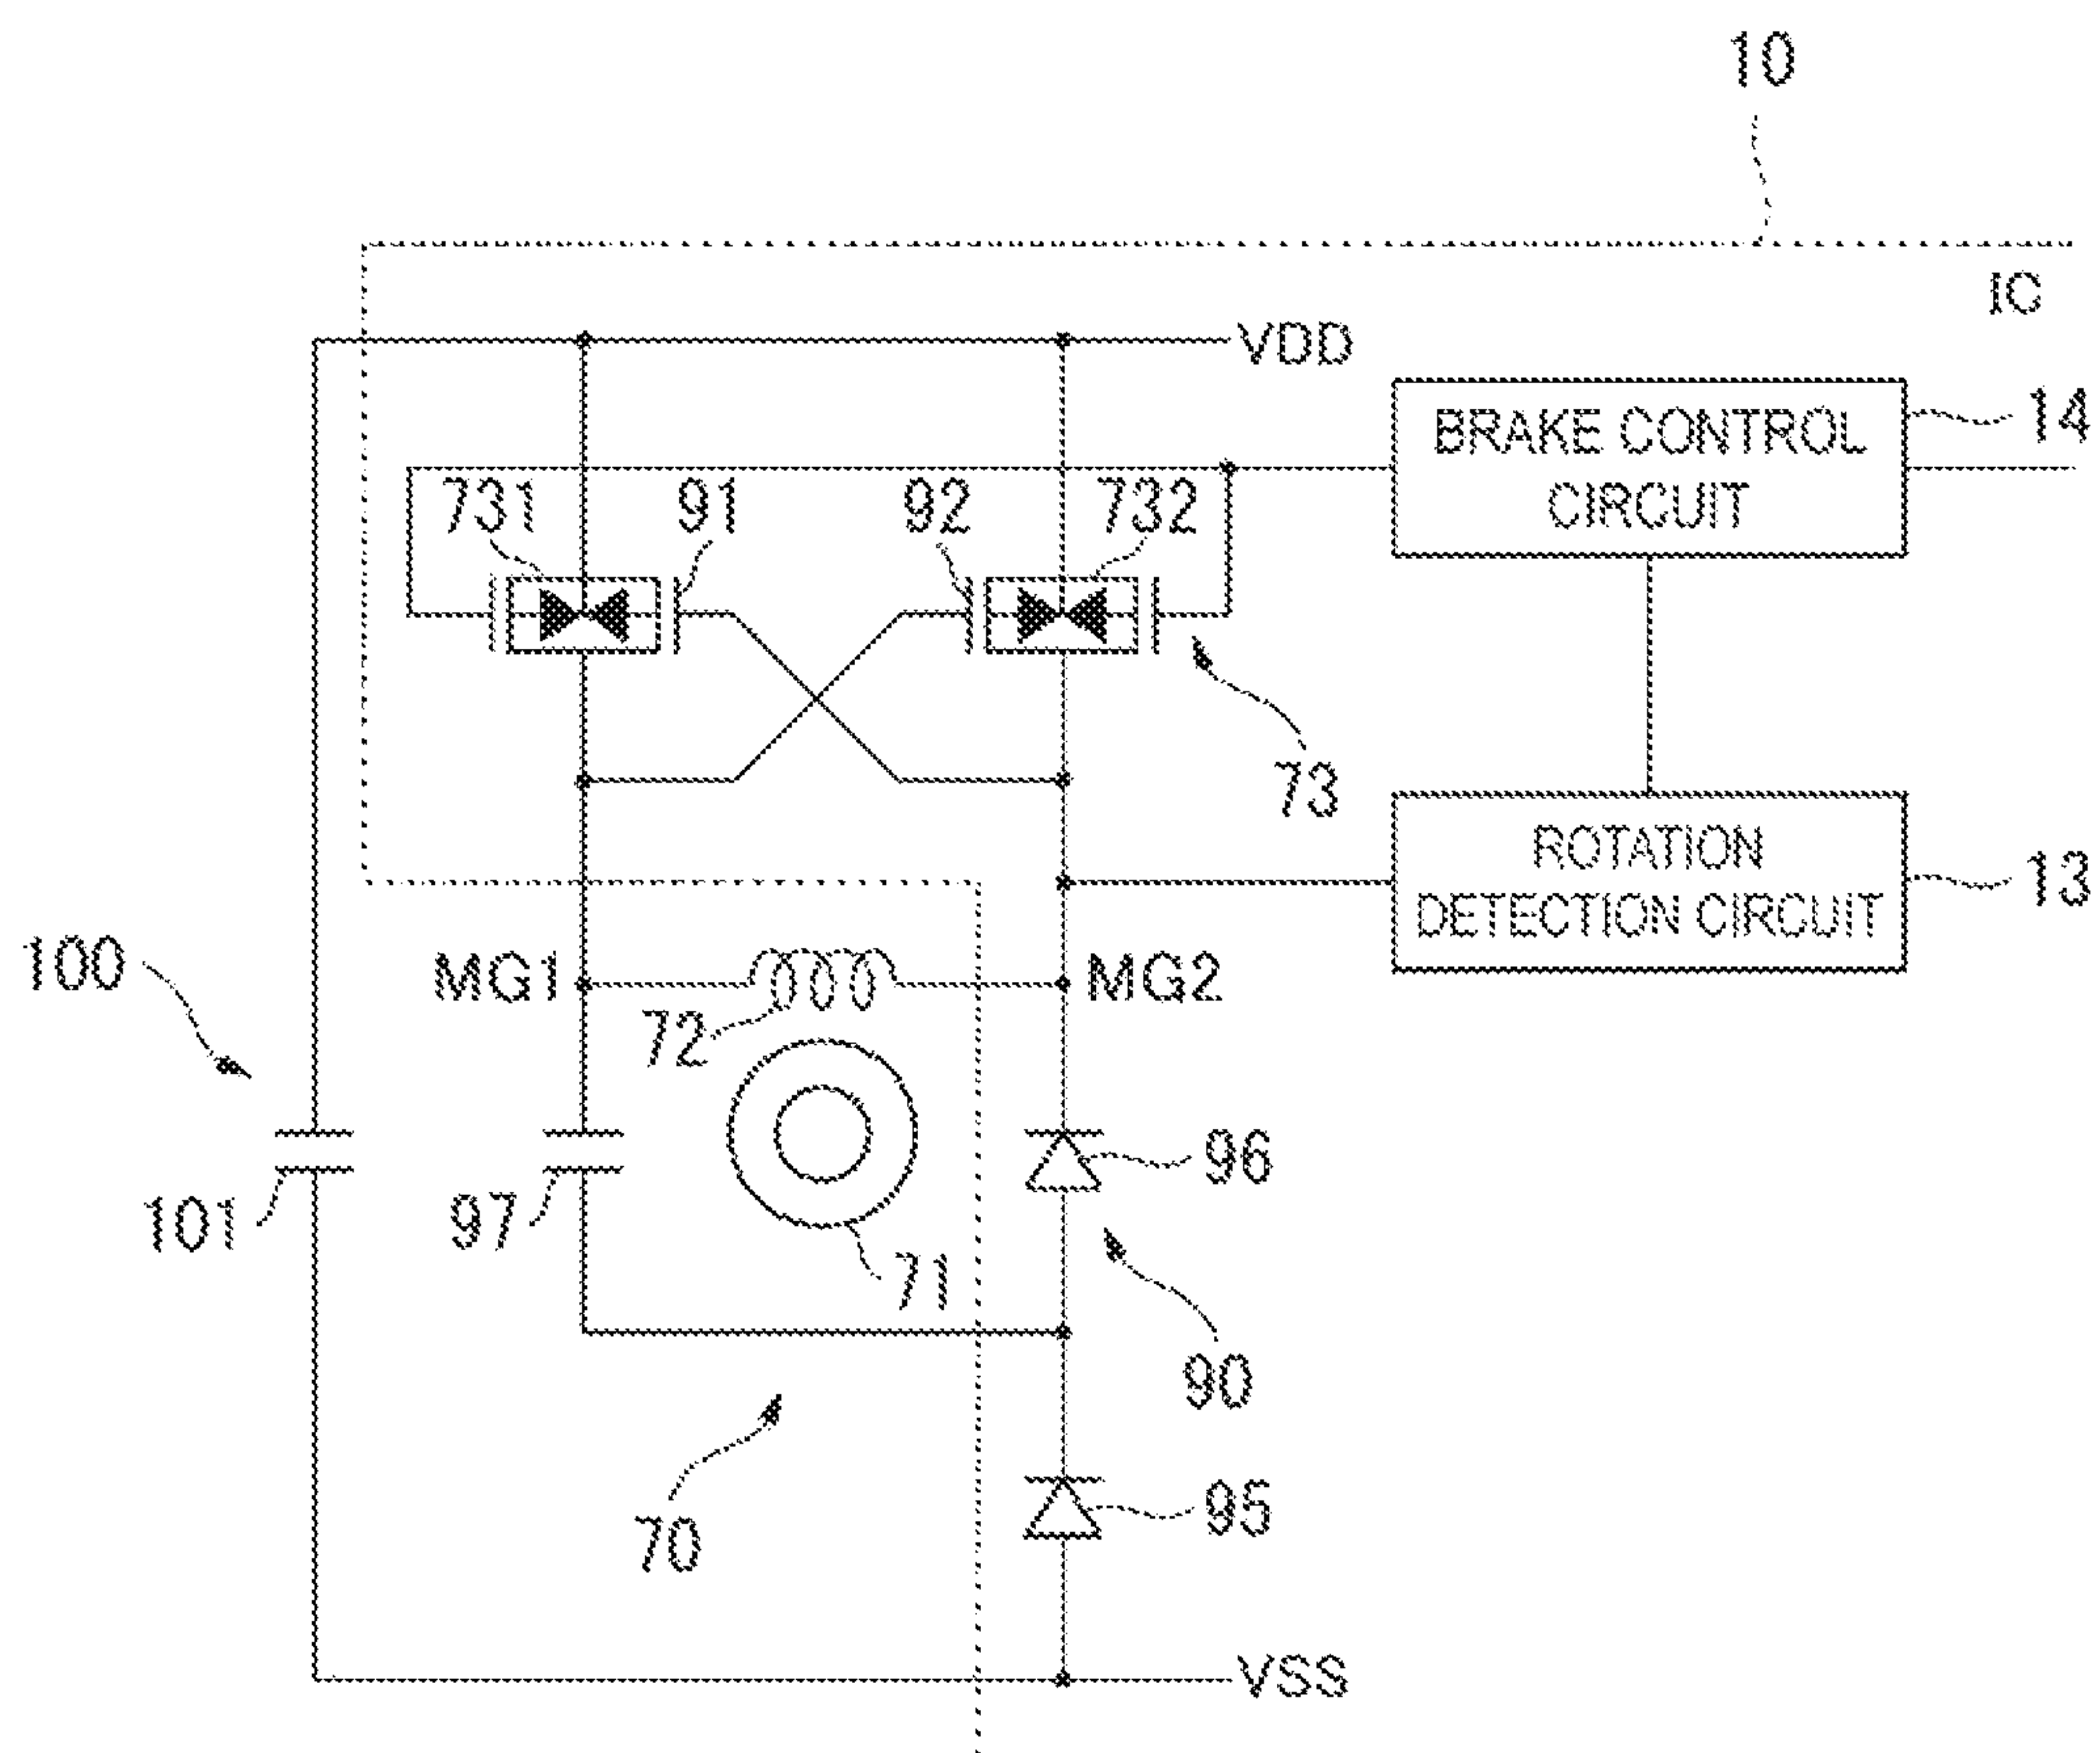 10
IC
VDD
BRAKE CONTROL
CIRCUIT
14
731
91
92
732
73
ROTATION
DETECTION CIRCUIT
13
100
MG1
MG2
72
96
101
97
71
90
95
70
VSS